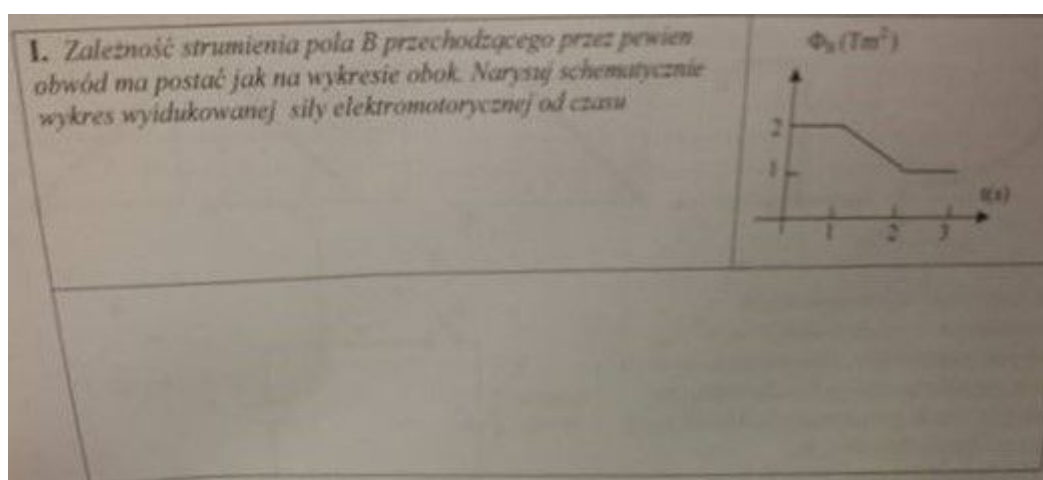 1. Zależność strumienia pola B przechodzącego przez pewien
obwód ma postać jak na wykresie obok. Narysuj schematycznie
wykres wyidukowanej siły elektromotorycznej od czasu
Φ_B (Tm²)
2
1
t(s)
1 2 3